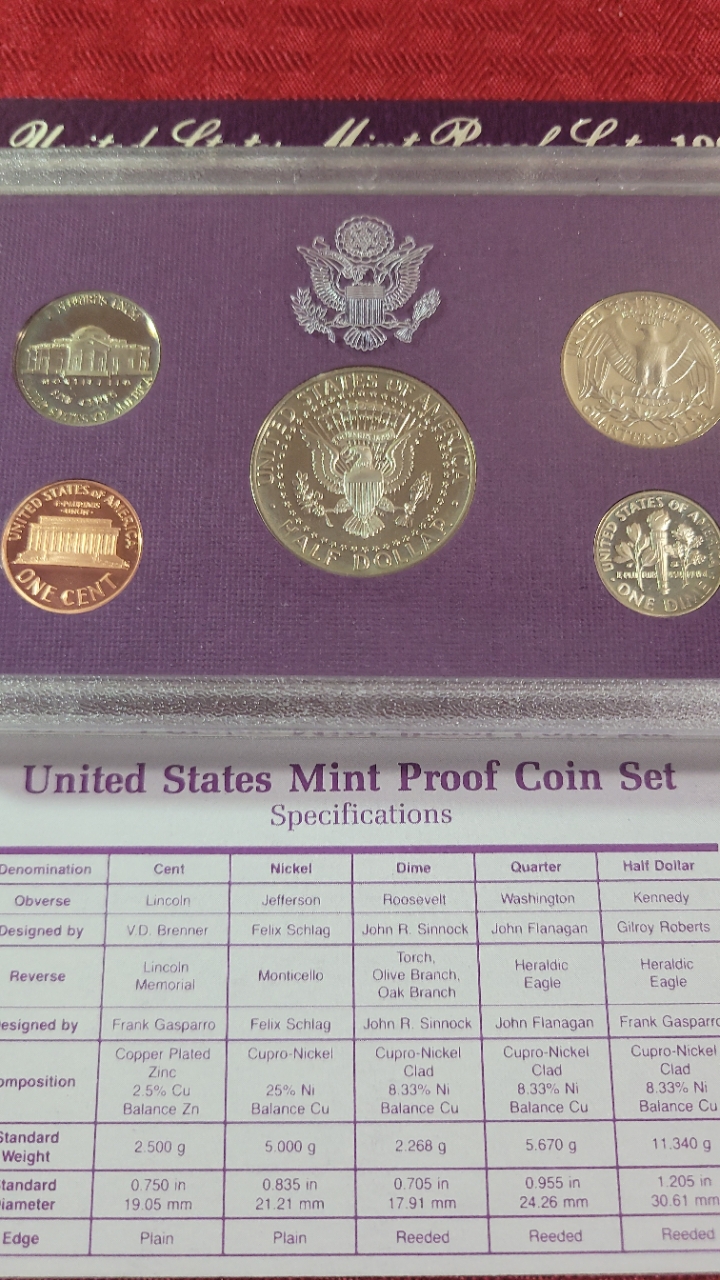 United States Mint Proof Set
UNITED STATES OF AMERICA
HALF DOLLAR
UNITED STATES OF AMERICA
E·PLURIBUS
·UNUM·
ONE CENT
QUARTER DOLLAR
UNITED STATES OF
ONE DIME
United States Mint Proof Coin Set
Specifications
Denomination Cent Nickel Dime Quarter Half Dollar
Obverse Lincoln Jefferson Roosevelt Washington Kennedy
Designed by V.D. Brenner Felix Schlag John R. Sinnock John Flanagan Gilroy Roberts
Reverse Lincoln Memorial Monticello Torch, Olive Branch, Oak Branch Heraldic Eagle Heraldic Eagle
esigned by Frank Gasparro Felix Schlag John R. Sinnock John Flanagan Frank Gasparro
omposition Copper Plated Zinc 2.5% Cu Balance Zn Cupro-Nickel 25% Ni Balance Cu Cupro-Nickel Clad 8.33% Ni Balance Cu Cupro-Nickel Clad 8.33% Ni Balance Cu Cupro-Nickel Clad 8.33% Ni Balance Cu
Standard Weight 2.500 g 5.000 g 2.268 g 5.670 g 11.340 g
tandard iameter 0.750 in 19.05 mm 0.835 in 21.21 mm 0.705 in 17.91 mm 0.955 in 24.26 mm 1.205 in 30.61 mm
Edge Plain Plain Reeded Reeded Reeded